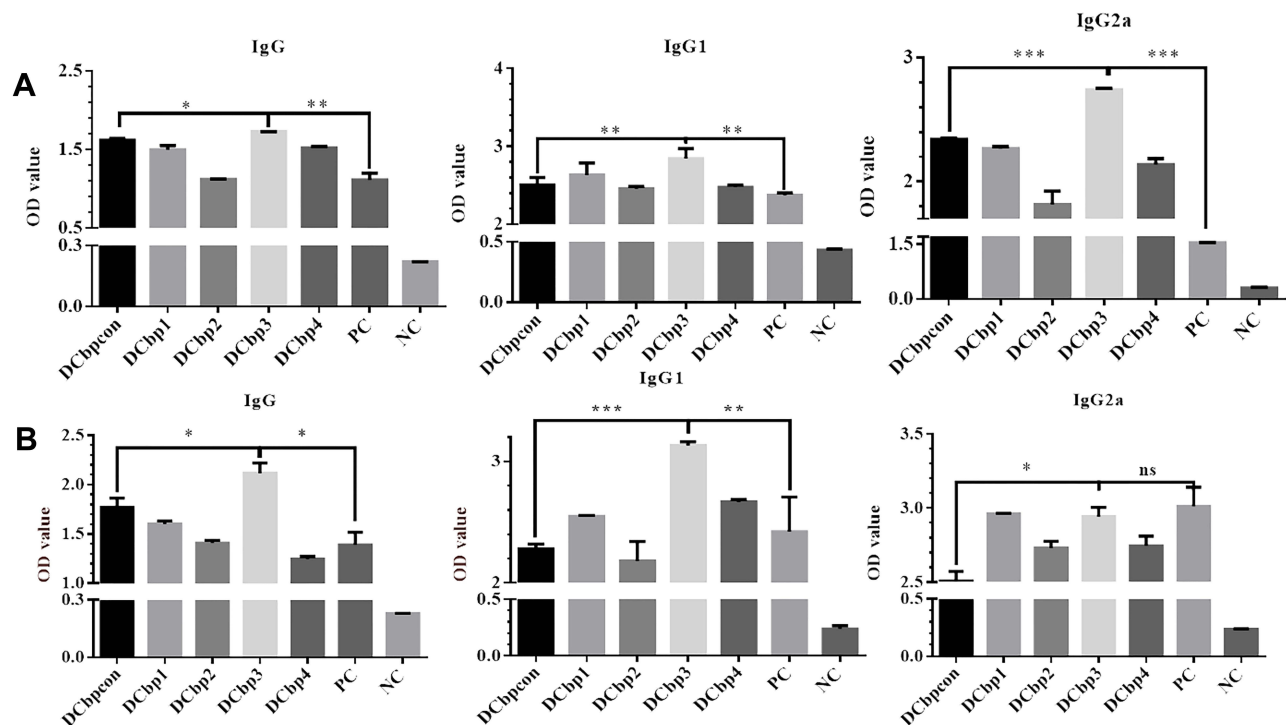 A
IgG
OD value
1.5
1.5
0.5
0.3
0.0
*
**
DCbpcon
DCbp1
DCbp2
DCbp3
DCbp4
PC
NC
IgG1
OD value
4
3
2
0.5
0.0
**
**
DCbpcon
DCbp1
DCbp2
DCbp3
DCbp4
PC
NC
IgG2a
OD value
3
2
1.5
0.0
***
***
DCbpcon
DCbp1
DCbp2
DCbp3
DCbp4
PC
NC
B
IgG
OD value
2.5
2.0
1.5
1.0
0.3
0.0
*
*
DCbpcon
DCbp1
DCbp2
DCbp3
DCbp4
PC
NC
IgG1
OD value
3
2
0.5
0.0
***
**
DCbpcon
DCbp1
DCbp2
DCbp3
DCbp4
PC
NC
IgG2a
OD value
3.5
3.0
2.5
0.5
0.0
*
ns
DCbpcon
DCbp1
DCbp2
DCbp3
DCbp4
PC
NC